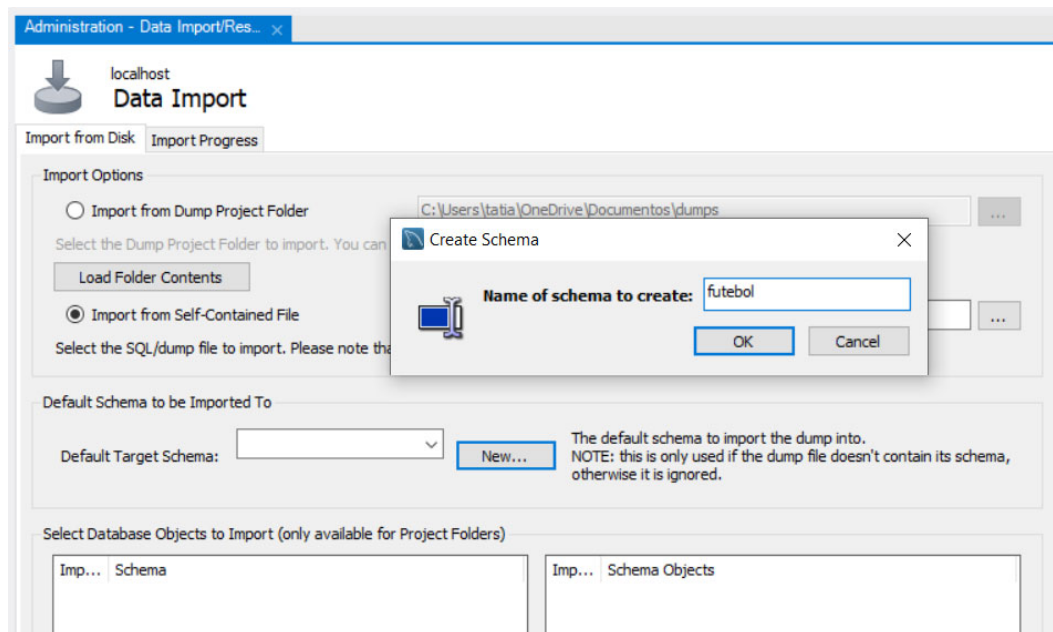 Administration - Data Import/Res...
localhost
Data Import
Import from Disk
Import Progress
Import Options
Import from Dump Project Folder
C:\Users\tatia\OneDrive\Documentos\dumps
...
Select the Dump Project Folder to import. You can
Load Folder Contents
Import from Self-Contained File
...
Select the SQL/dump file to import. Please note
Create Schema
Name of schema to create:
futebol
OK
Cancel
Default Schema to be Imported To
Default Target Schema:
New...
The default schema to import the dump into.
NOTE: this is only used if the dump file doesn't contain its schema,
otherwise it is ignored.
Select Database Objects to Import (only available for Project Folders)
Imp... Schema
Imp... Schema Objects